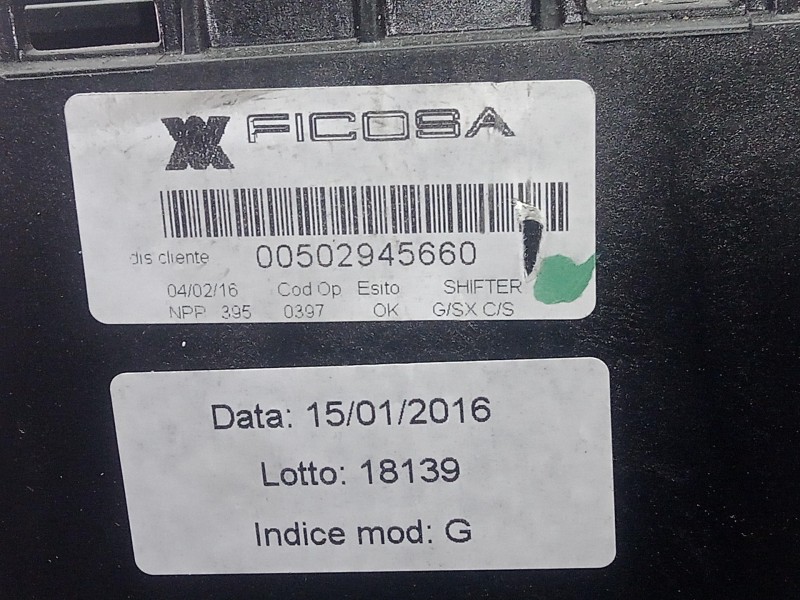 FICOSA
dis cliente 00502945660
04/02/16 Cod Op Esito SHIFTER
NPP 395 0397 OK G/SX C/S
Data: 15/01/2016
Lotto: 18139
Indice mod: G